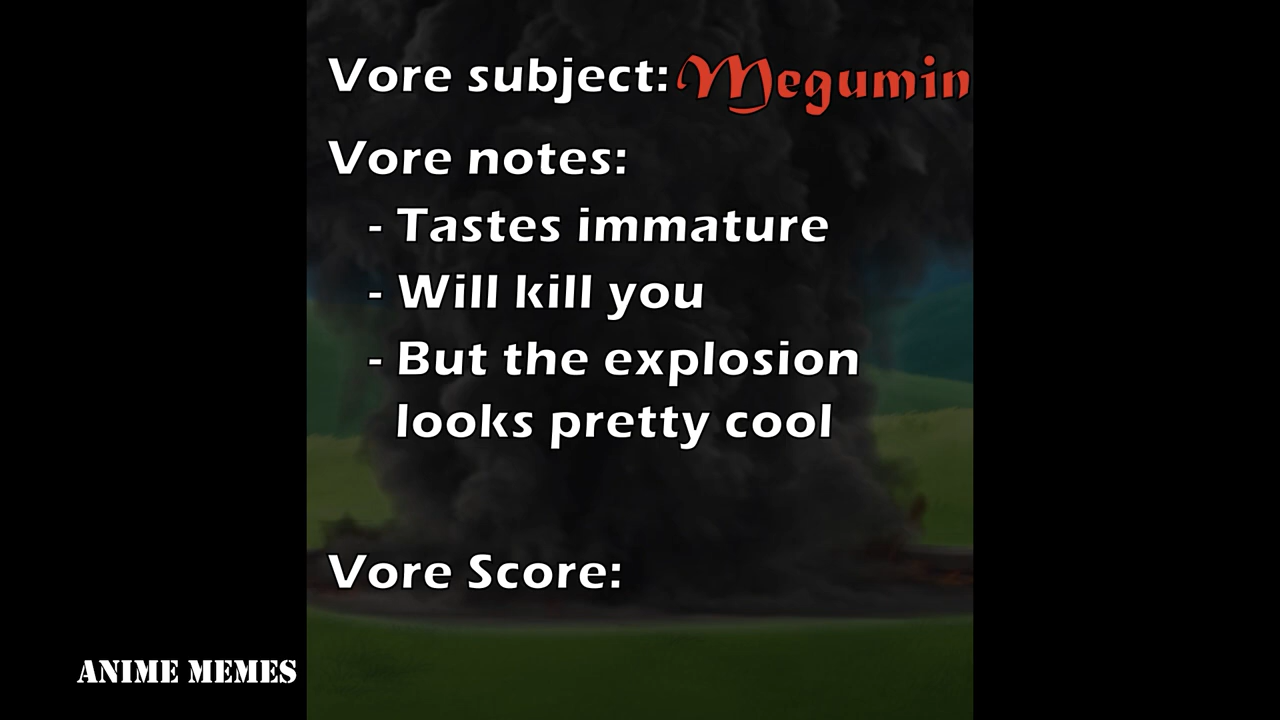 Vore subject: Megumin
Vore notes:
- Tastes immature
- Will kill you
- But the explosion
looks pretty cool
Vore Score:
ANIME MEMES